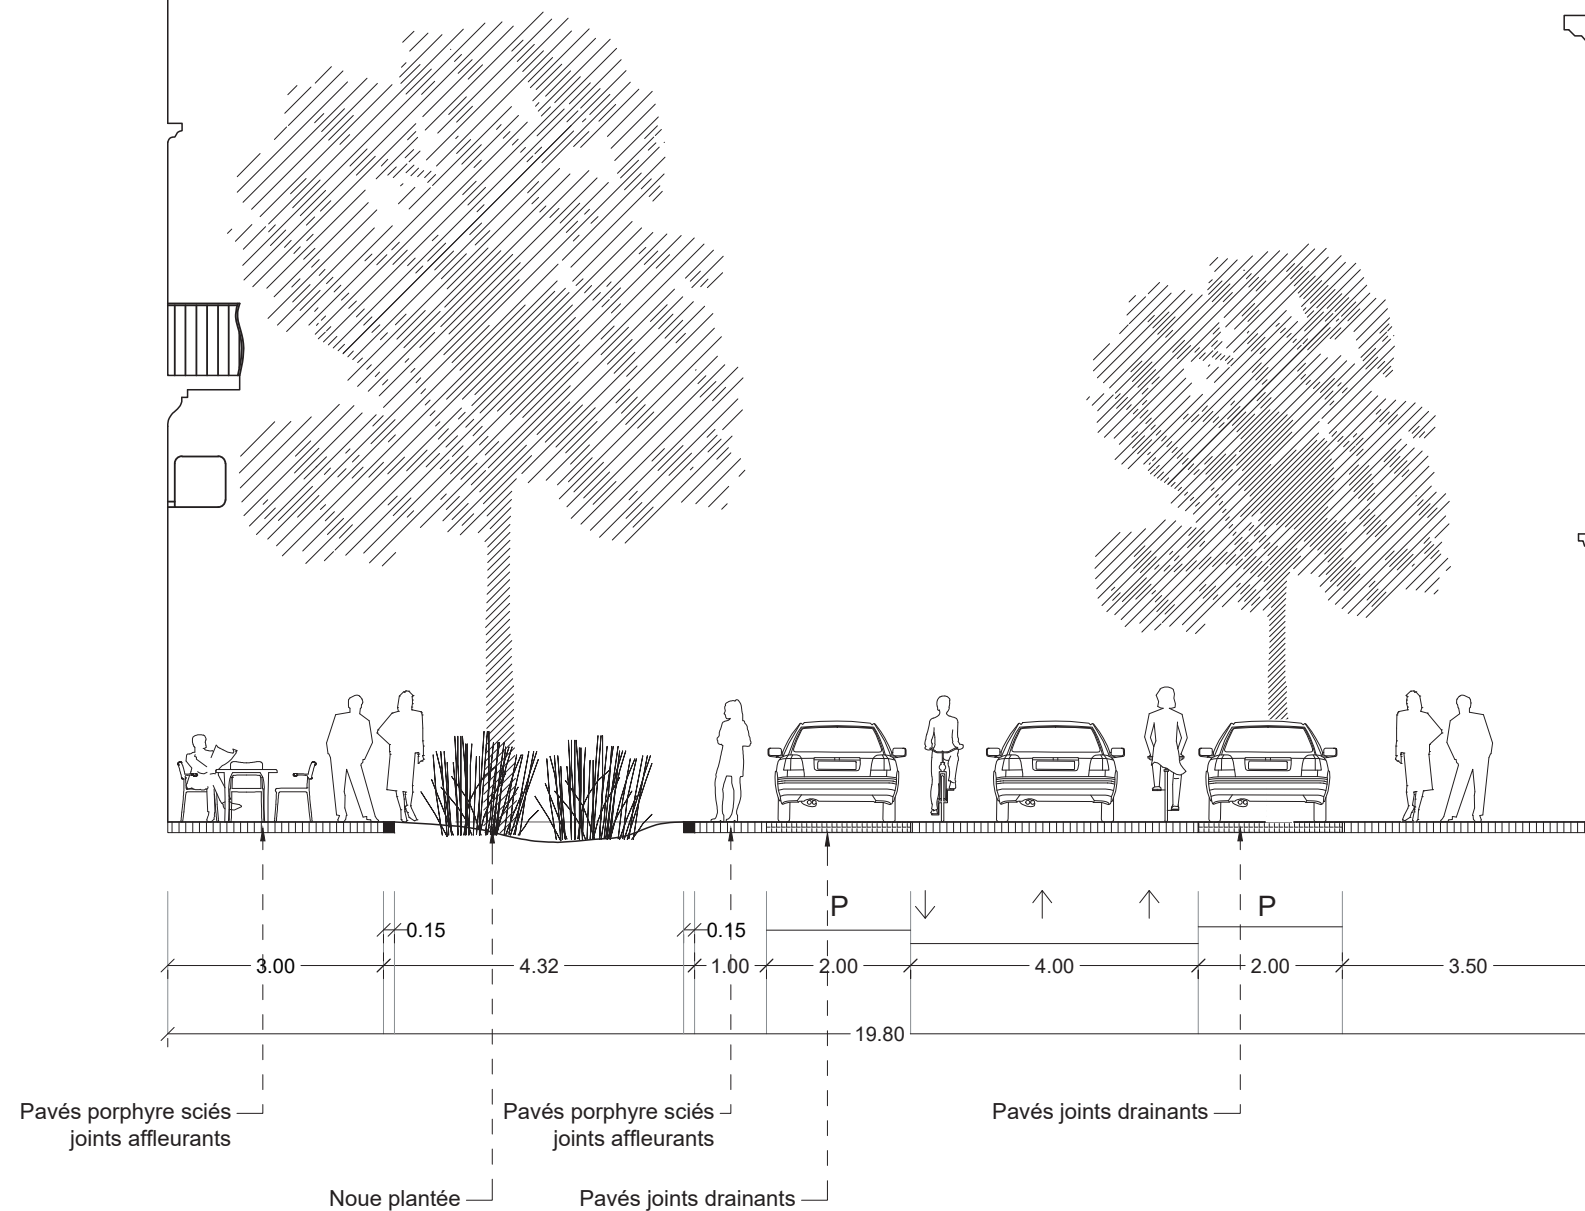 P
P
0.15
0.15
3.00
4.32
1.00
2.00
4.00
2.00
3.50
19.80
Pavés porphyre sciés
joints affleurants
Pavés porphyre sciés
joints affleurants
Pavés joints drainants
Noue plantée
Pavés joints drainants